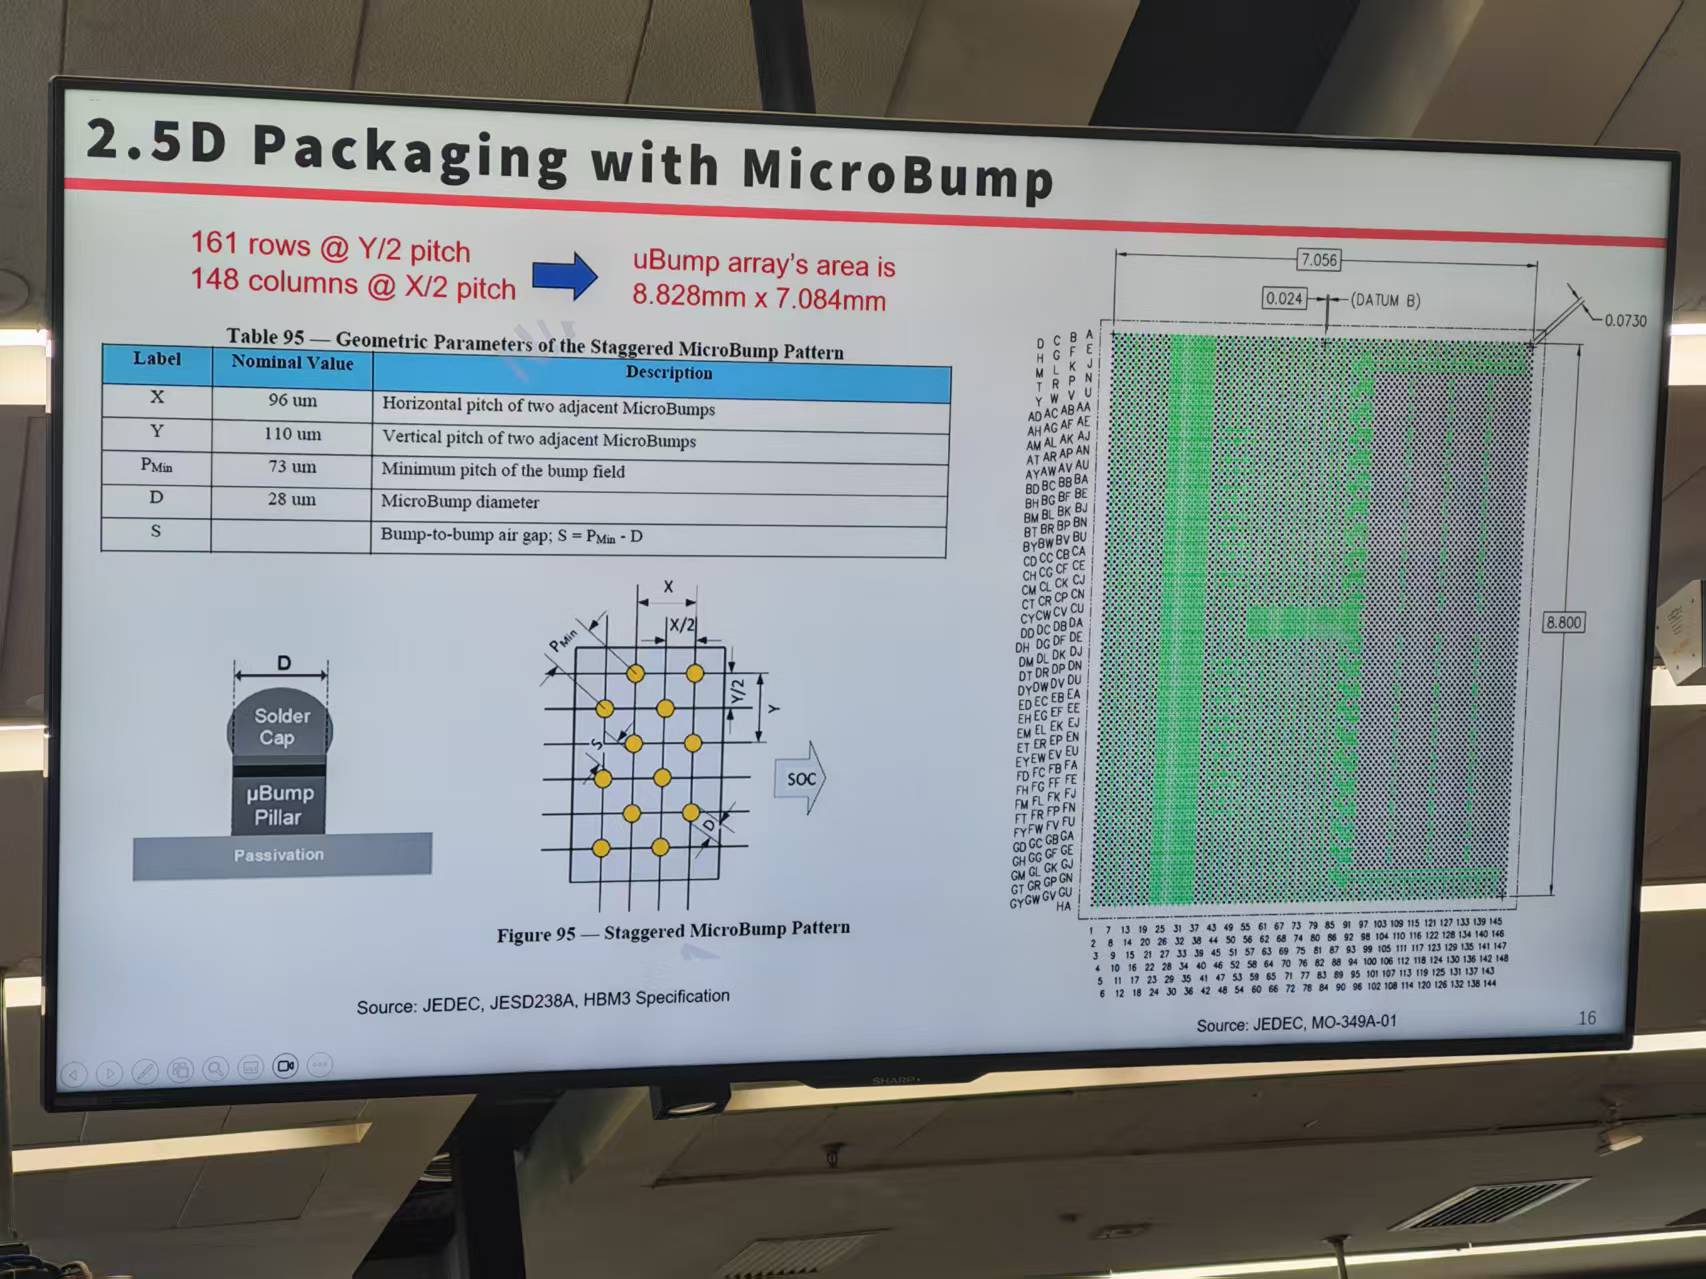 2.5D Packaging with MicroBump
161 rows @ Y/2 pitch
148 columns @ X/2 pitch
uBump array's area is
8.828mm x 7.084mm
Table 95 — Geometric Parameters of the Staggered MicroBump Pattern
Label Nominal Value Description
X 96 um Horizontal pitch of two adjacent MicroBumps
Y 110 um Vertical pitch of two adjacent MicroBumps
PMin 73 um Minimum pitch of the bump field
D 28 um MicroBump diameter
S Bump-to-bump air gap; S = PMin - D
D
Solder
Cap
µBump
Pillar
Passivation
X
X/2
PMin
Y/2
Y
S
D
SOC
Figure 95 — Staggered MicroBump Pattern
Source: JEDEC, JESD238A, HBM3 Specification
7.056
0.024
(DATUM B)
0.0730
8.800
D C B A
H G F E
M L K J
T R P N
Y W V U
AD AC AB AA
AH AG AF AE
AM AL AK AJ
AT AR AP AN
AY AW AV AU
BD BC BB BA
BH BG BF BE
BM BL BK BJ
BT BR BP BN
BY BW BV BU
CD CC CB CA
CH CG CF CE
CM CL CK CJ
CT CR CP CN
CY CW CV CU
DD DC DB DA
DH DG DF DE
DM DL DK DJ
DT DR DP DN
DY DW DV DU
ED EC EB EA
EH EG EF EE
EM EL EK EJ
ET ER EP EN
EY EW EV EU
FD FC FB FA
FH FG FF FE
FM FL FK FJ
FT FR FP FN
FY FW FV FU
GD GC GB GA
GH GG GF GE
GM GL GK GJ
GT GR GP GN
GY GW GV GU
HA
1 7 13 19 25 31 37 43 49 55 61 67 73 79 85 91 97 103 109 115 121 127 133 139 145
2 8 14 20 26 32 38 44 50 56 62 68 74 80 86 92 98 104 110 116 122 128 134 140 146
3 9 15 21 27 33 39 45 51 57 63 69 75 81 87 93 99 105 111 117 123 129 135 141 147
4 10 16 22 28 34 40 46 52 58 64 70 76 82 88 94 100 106 112 118 124 130 136 142 148
5 11 17 23 29 35 41 47 53 59 65 71 77 83 89 95 101 107 113 119 125 131 137 143
6 12 18 24 30 36 42 48 54 60 66 72 78 84 90 96 102 108 114 120 126 132 138 144
Source: JEDEC, MO-349A-01
16
SHARP